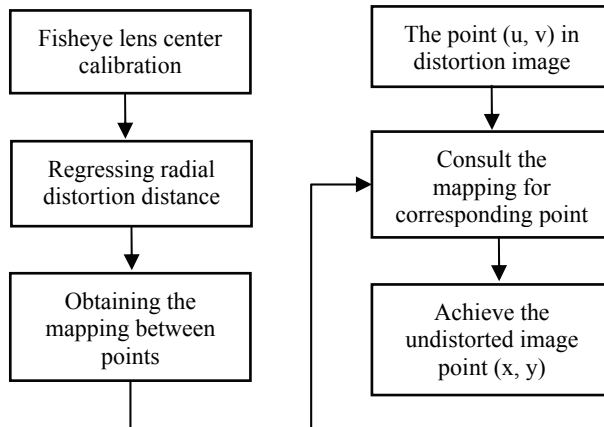 Fisheye lens center
calibration
Regressing radial
distortion distance
Obtaining the
mapping between
points
The point (u, v) in
distortion image
Consult the
mapping for
corresponding point
Achieve the
undistorted image
point (x, y)